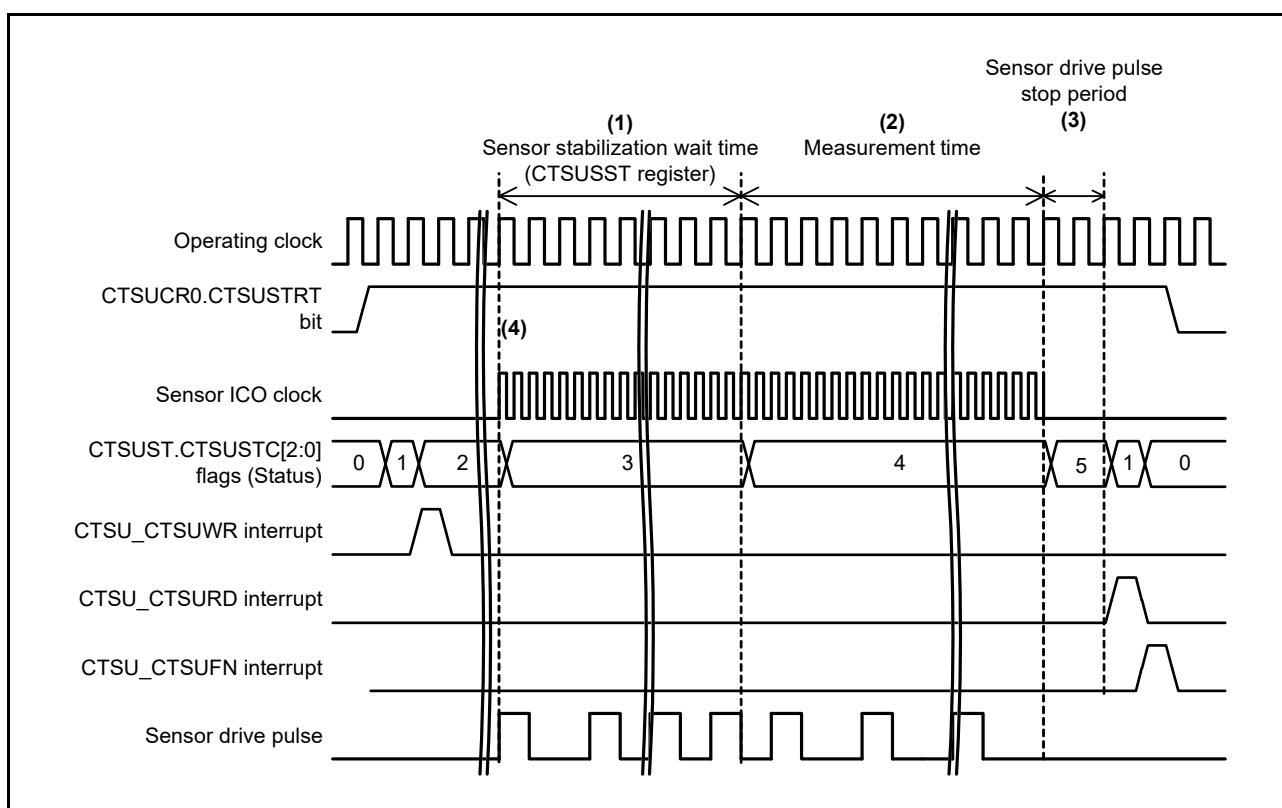 Sensor drive pulse
stop period
(3)
(1)
Sensor stabilization wait time
(CTSUSST register)
(2)
Measurement time
Operating clock
CTSUCR0.CTSUSTRT
bit
(4)
Sensor ICO clock
CTSUST.CTSUSTC[2:0]
flags (Status)
0 1 2 3 4 5 1 0
CTSU_CTSUWR interrupt
CTSU_CTSURD interrupt
CTSU_CTSUFN interrupt
Sensor drive pulse